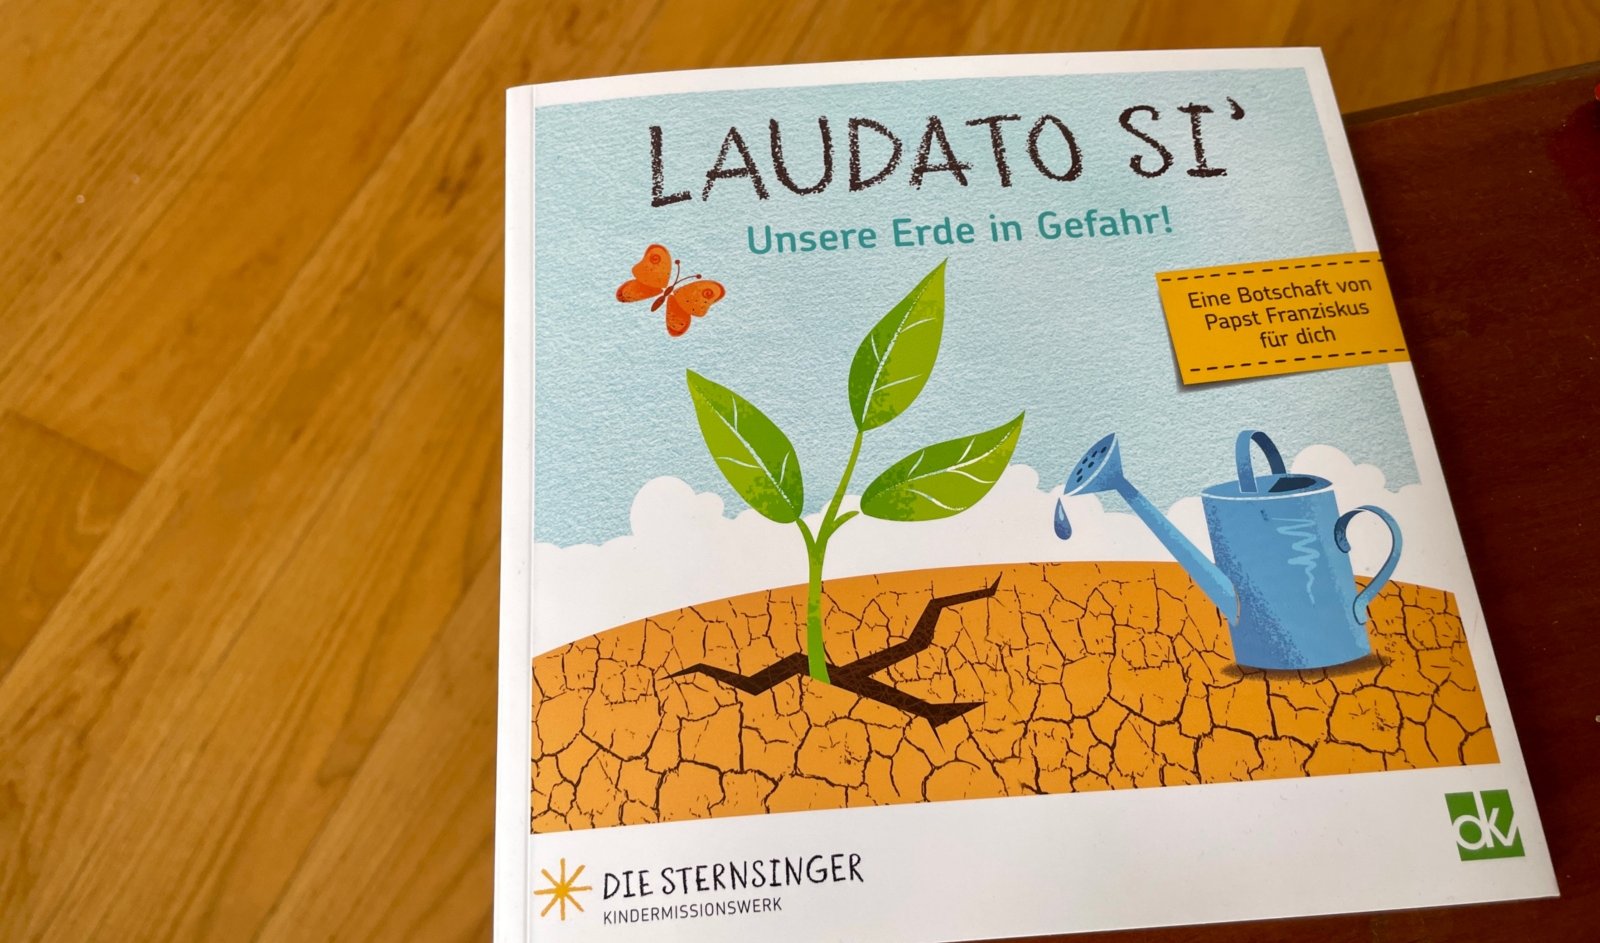 LAUDATO SI'
Unsere Erde in Gefahr!
Eine Botschaft von
Papst Franziskus
für dich
DIE STERNSINGER
KINDERMISSIONSWERK
dkv